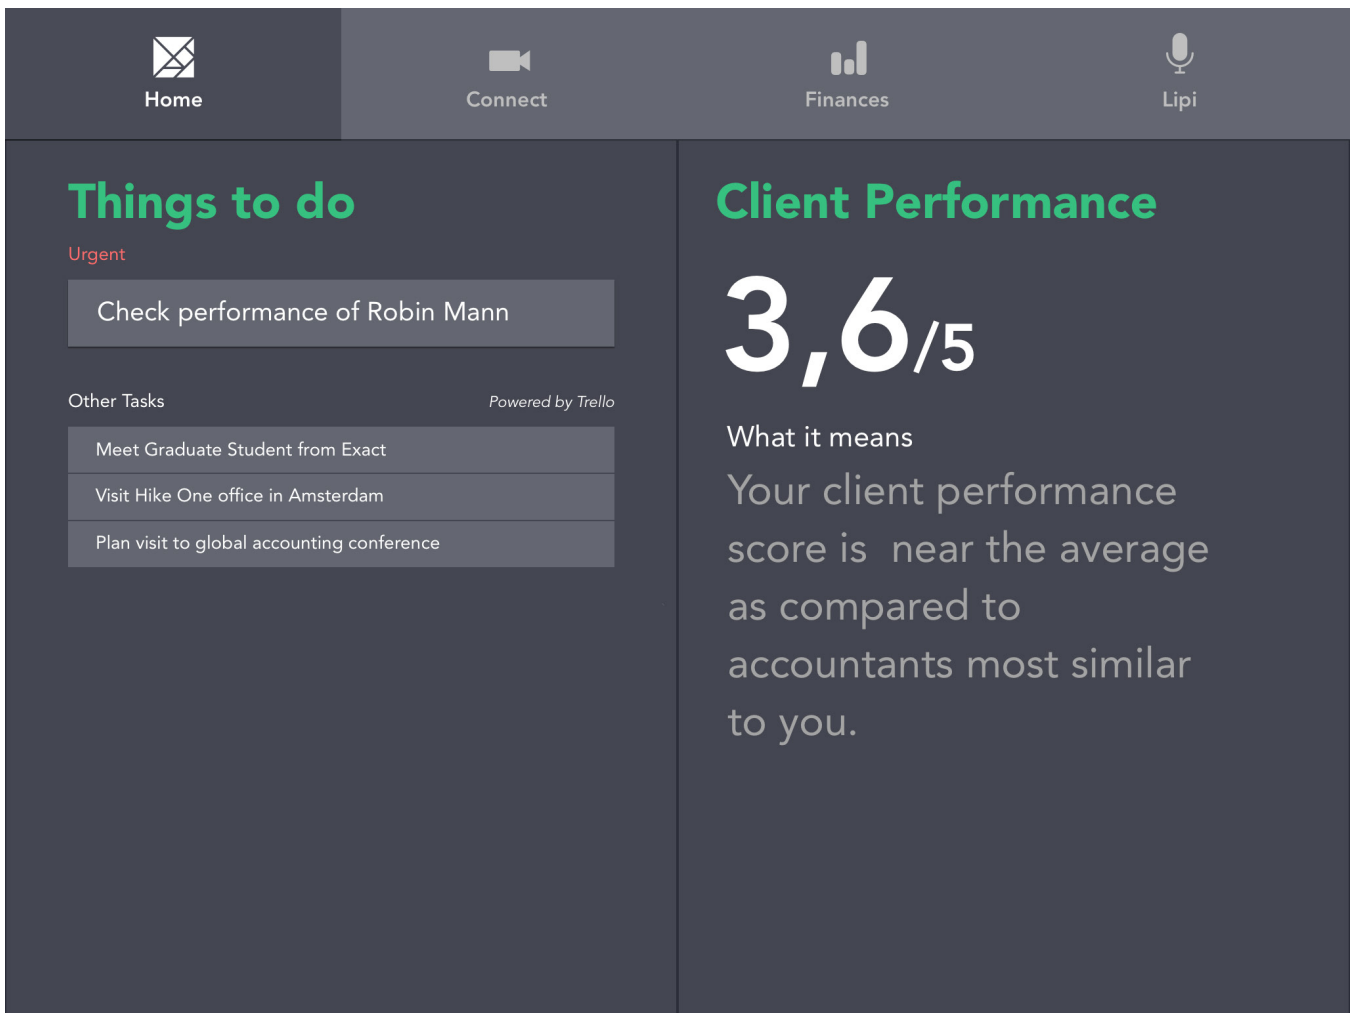 Home
Connect
Finances
Lipi
Things to do
Urgent
Check performance of Robin Mann
Other Tasks
Powered by Trello
Meet Graduate Student from Exact
Visit Hike One office in Amsterdam
Plan visit to global accounting conference
Client Performance
3,6/5
What it means
Your client performance
score is  near the average
as compared to
accountants most similar
to you.